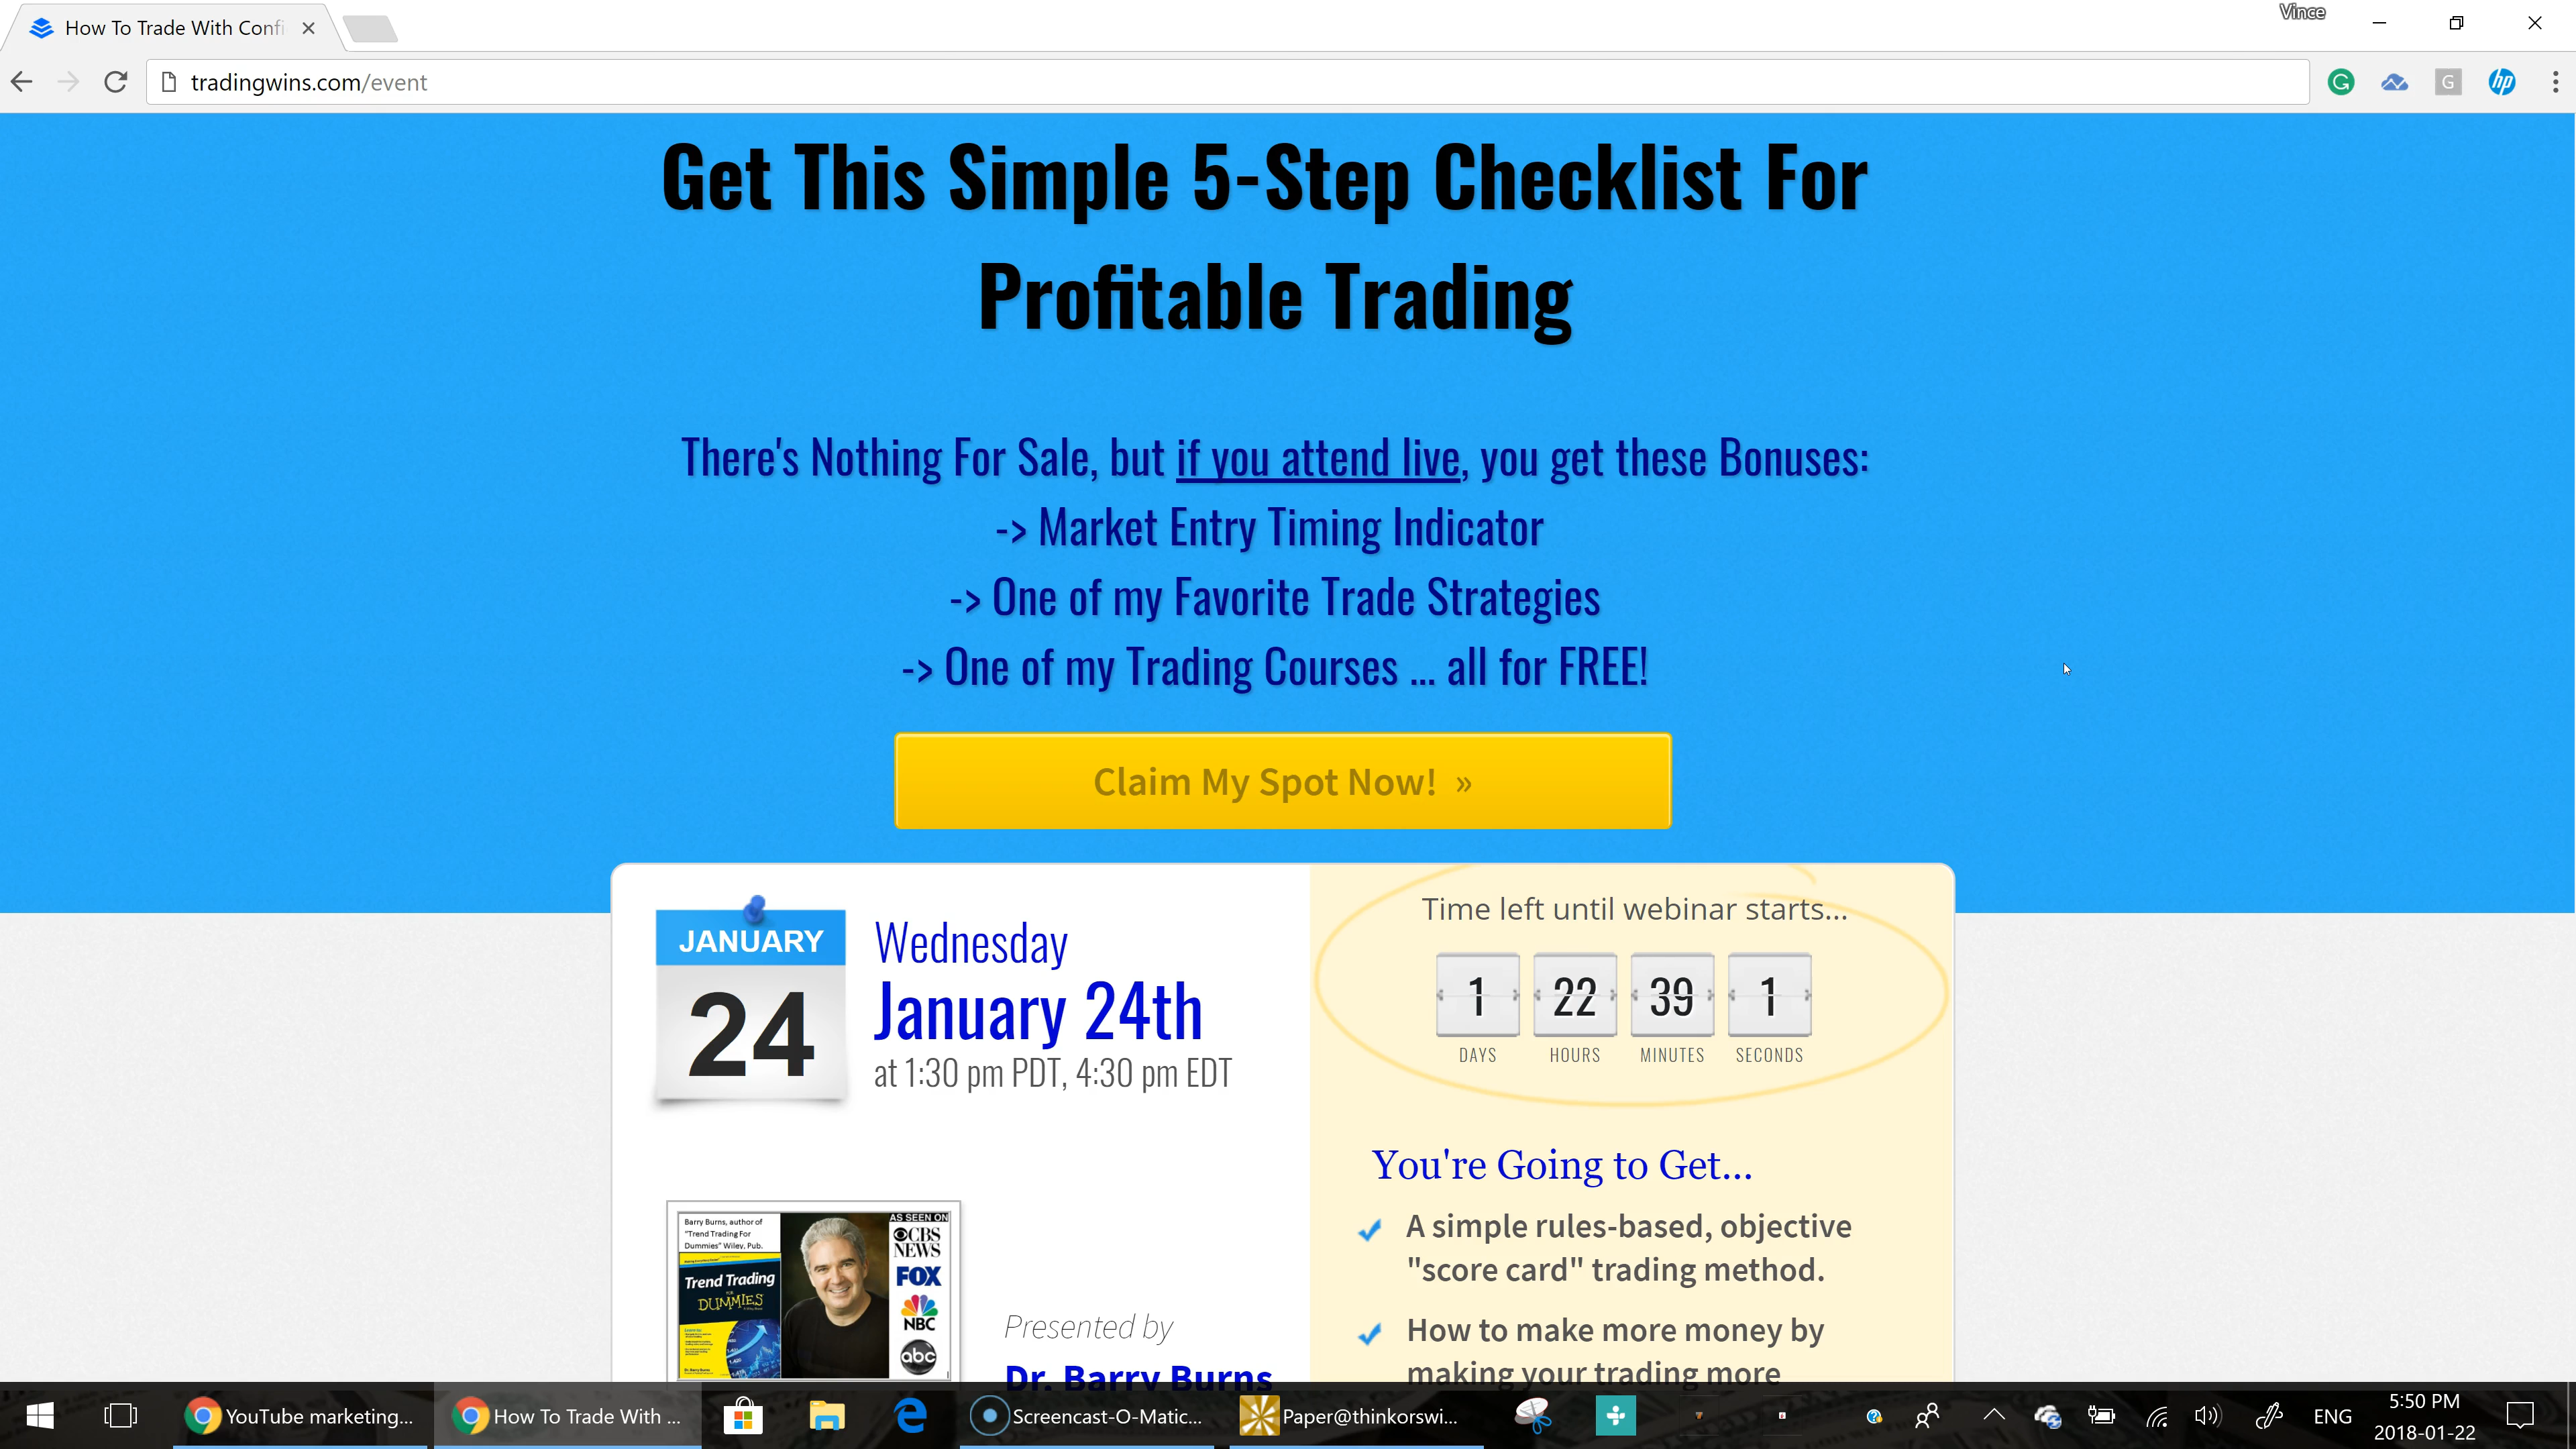 How To Trade With Confi
Vince
tradingwins.com/event
Get This Simple 5-Step Checklist For
Profitable Trading
There's Nothing For Sale, but if you attend live, you get these Bonuses:
-> Market Entry Timing Indicator
-> One of my Favorite Trade Strategies
-> One of my Trading Courses ... all for FREE!
Claim My Spot Now! »
JANUARY
24
Wednesday
January 24th
at 1:30 pm PDT, 4:30 pm EDT
Time left until webinar starts...
1 22 39 1
DAYS HOURS MINUTES SECONDS
You're Going to Get...
A simple rules-based, objective
"score card" trading method.
How to make more money by
making your trading more
Barry Burns, author of
"Trend Trading For
Dummies" Wiley, Pub.
Trend Trading
FOR
DUMMIES
AS SEEN ON
CBS
NEWS
FOX
NBC
abc
Presented by
Dr. Barry Burns
YouTube marketing...
How To Trade With ...
Screencast-O-Matic...
Paper@thinkorswi...
ENG
5:50 PM
2018-01-22